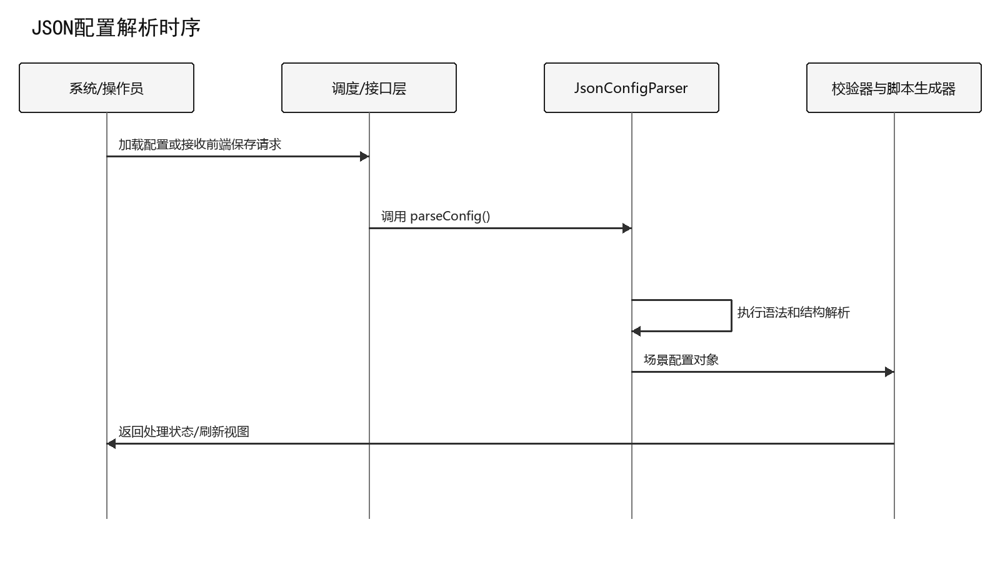 JSON配置解析时序
系统/操作员
调度/接口层
JsonConfigParser
校验器与脚本生成器
加载配置或接收前端保存请求
调用 parseConfig()
执行语法和结构解析
场景配置对象
返回处理状态/刷新视图